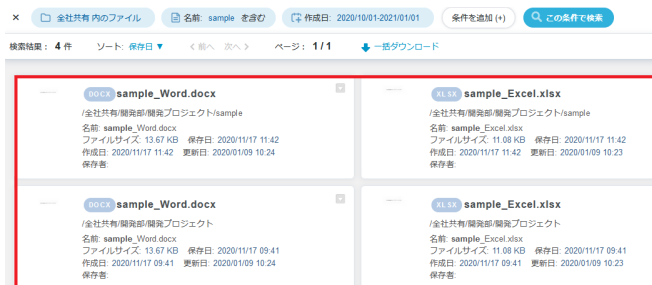 × 全社共有 内のファイル 名前: sample を含む 作成日: 2020/10/01-2021/01/01 条件を追加 (+) この条件で検索
検索結果: 4 件 ソート: 保存日 ▼ < 前へ 次へ > ページ: 1 / 1 一括ダウンロード
DOCX sample_Word.docx
/全社共有/開発部/開発プロジェクト/sample
名前: sample_Word.docx
ファイルサイズ: 13.67 KB 保存日: 2020/11/17 11:42
作成日: 2020/11/17 11:42 更新日: 2020/01/09 10:24
保存者:
XLSX sample_Excel.xlsx
/全社共有/開発部/開発プロジェクト/sample
名前: sample_Excel.xlsx
ファイルサイズ: 11.08 KB 保存日: 2020/11/17 11:42
作成日: 2020/11/17 11:42 更新日: 2020/01/09 10:23
保存者:
DOCX sample_Word.docx
/全社共有/開発部/開発プロジェクト
名前: sample_Word.docx
ファイルサイズ: 13.67 KB 保存日: 2020/11/17 09:41
作成日: 2020/11/17 09:41 更新日: 2020/01/09 10:24
保存者:
XLSX sample_Excel.xlsx
/全社共有/開発部/開発プロジェクト
名前: sample_Excel.xlsx
ファイルサイズ: 11.08 KB 保存日: 2020/11/17 09:41
作成日: 2020/11/17 09:41 更新日: 2020/01/09 10:23
保存者: